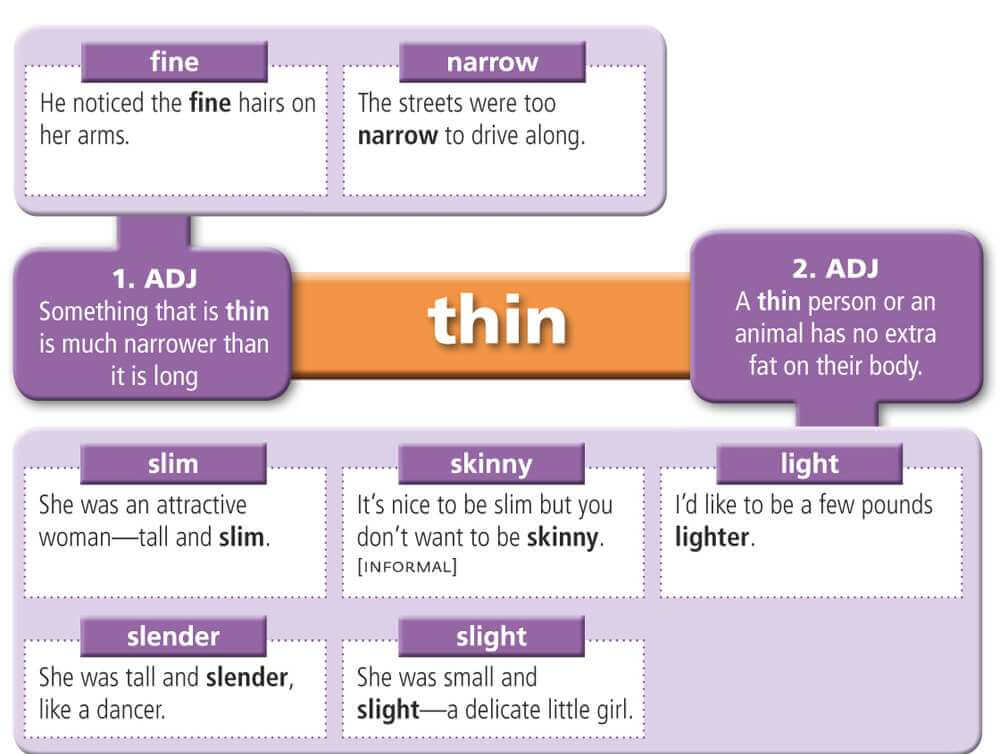 fine
He noticed the fine hairs on
her arms.
narrow
The streets were too
narrow to drive along.
1. ADJ
Something that is thin
is much narrower than
it is long
thin
2. ADJ
A thin person or an
animal has no extra
fat on their body.
slim
She was an attractive
woman—tall and slim.
skinny
It's nice to be slim but you
don't want to be skinny.
[INFORMAL]
light
I'd like to be a few pounds
lighter.
slender
She was tall and slender,
like a dancer.
slight
She was small and
slight—a delicate little girl.